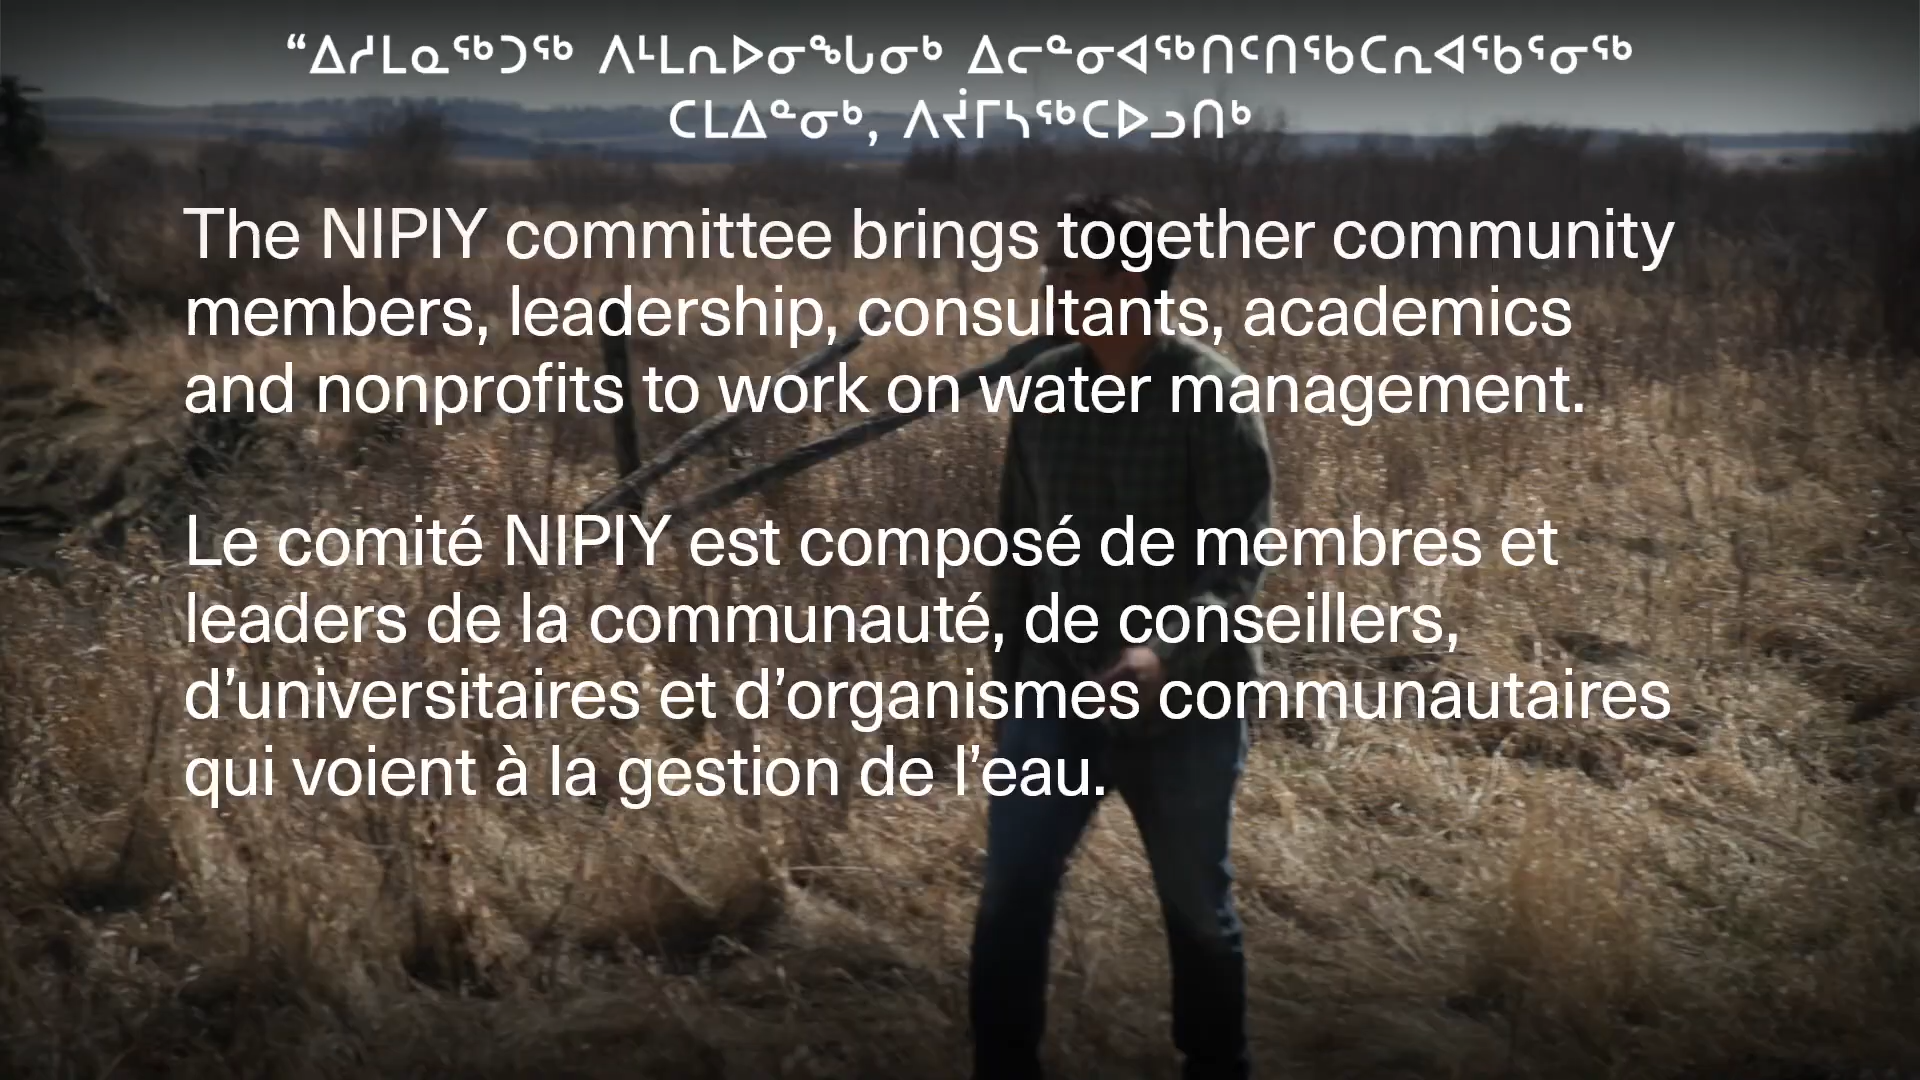 “ᐃᓱᒪᓇᖅᑐᖅ ᐱᒻᒪᕆᐅᓂᖓᓂᒃ ᐃᓕᓐᓂᐊᖅᑎᑦᑎᖃᑕᕆᐊᖃᕐᓂᖅ
ᑕᒪᐃᓐᓂᒃ, ᐱᔫᒥᓴᖅᑕᐅᓗᑎᒃ
The NIPIY committee brings together community
members, leadership, consultants, academics
and nonprofits to work on water management.
Le comité NIPIY est composé de membres et
leaders de la communauté, de conseillers,
d’universitaires et d’organismes communautaires
qui voient à la gestion de l’eau.